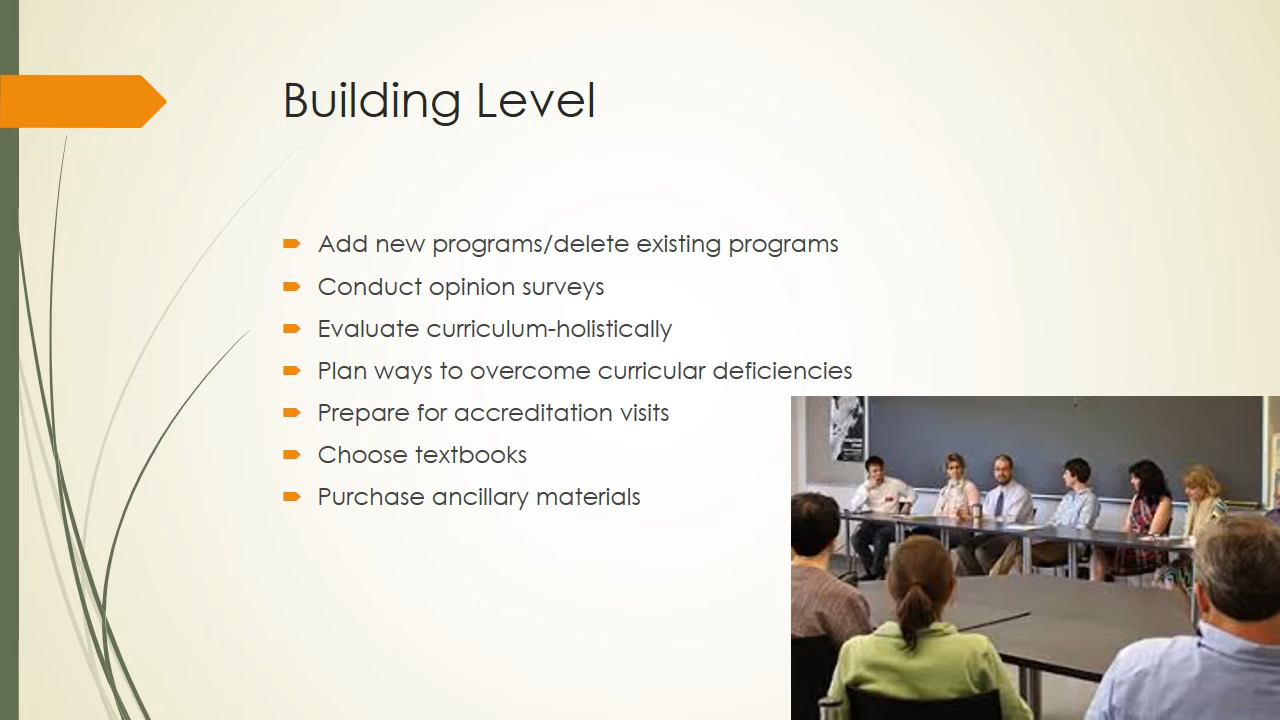 Building Level
Add new programs/delete existing programs
Conduct opinion surveys
Evaluate curriculum-holistically
Plan ways to overcome curricular deficiencies
Prepare for accreditation visits
Choose textbooks
Purchase ancillary materials